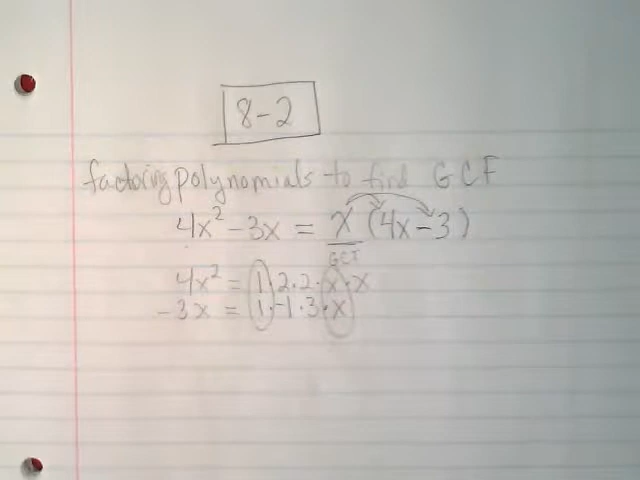 8-2
factoring polynomials to find GCF
4x² - 3x = x (4x - 3)
GCF
4x² = 1·2·2·x·x
-3x = 1·-1·3·x